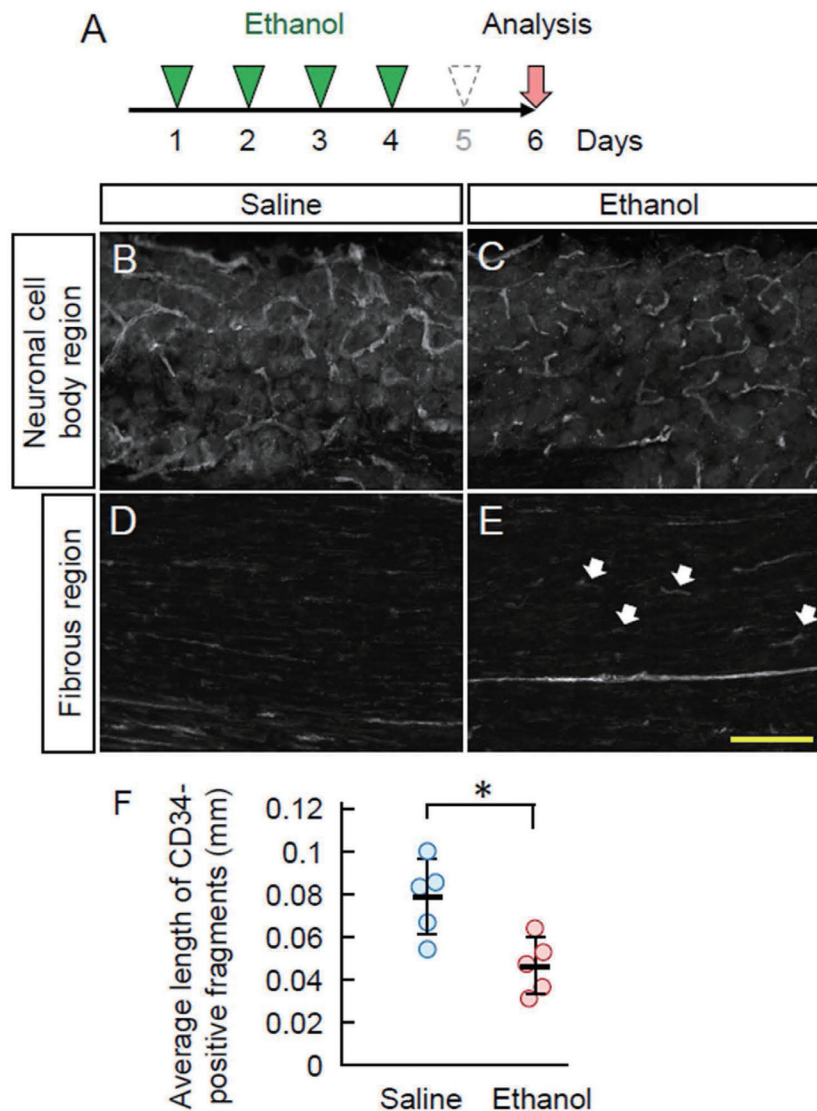 A
Ethanol Analysis
1 2 3 4 5 6 Days
Saline Ethanol
Neuronal cell
body region
B C
Fibrous region
D E
F
Average length of CD34-
positive fragments (mm)
*
0.12
0.1
0.08
0.06
0.04
0.02
0
Saline Ethanol